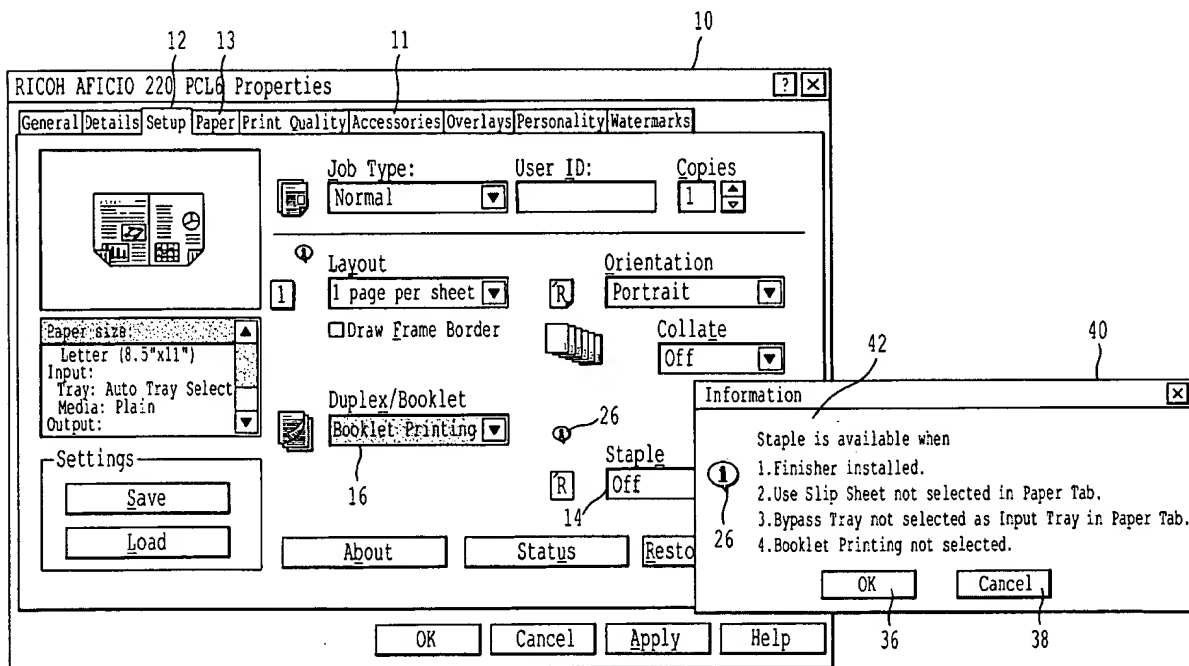 10
12 13 11
RICOH AFICIO 220 PCL6 Properties ? ×
General Details Setup Paper Print Quality Accessories Overlays Personality Watermarks
Job Type: User ID: Copies
Normal 1
Layout Orientation
1 1 page per sheet R Portrait
Draw Frame Border Collate
Off
Paper size:
Letter (8.5"x11")
Input:
Tray: Auto Tray Select
Media: Plain
Output:
Duplex/Booklet
Booklet Printing
16
26
Staple
R Off
14
Settings
Save
Load
About Status Resto
OK Cancel Apply Help
40
42
Information ×
Staple is available when
1.Finisher installed.
2.Use Slip Sheet not selected in Paper Tab.
3.Bypass Tray not selected as Input Tray in Paper Tab.
4.Booklet Printing not selected.
i
26
OK Cancel
36 38